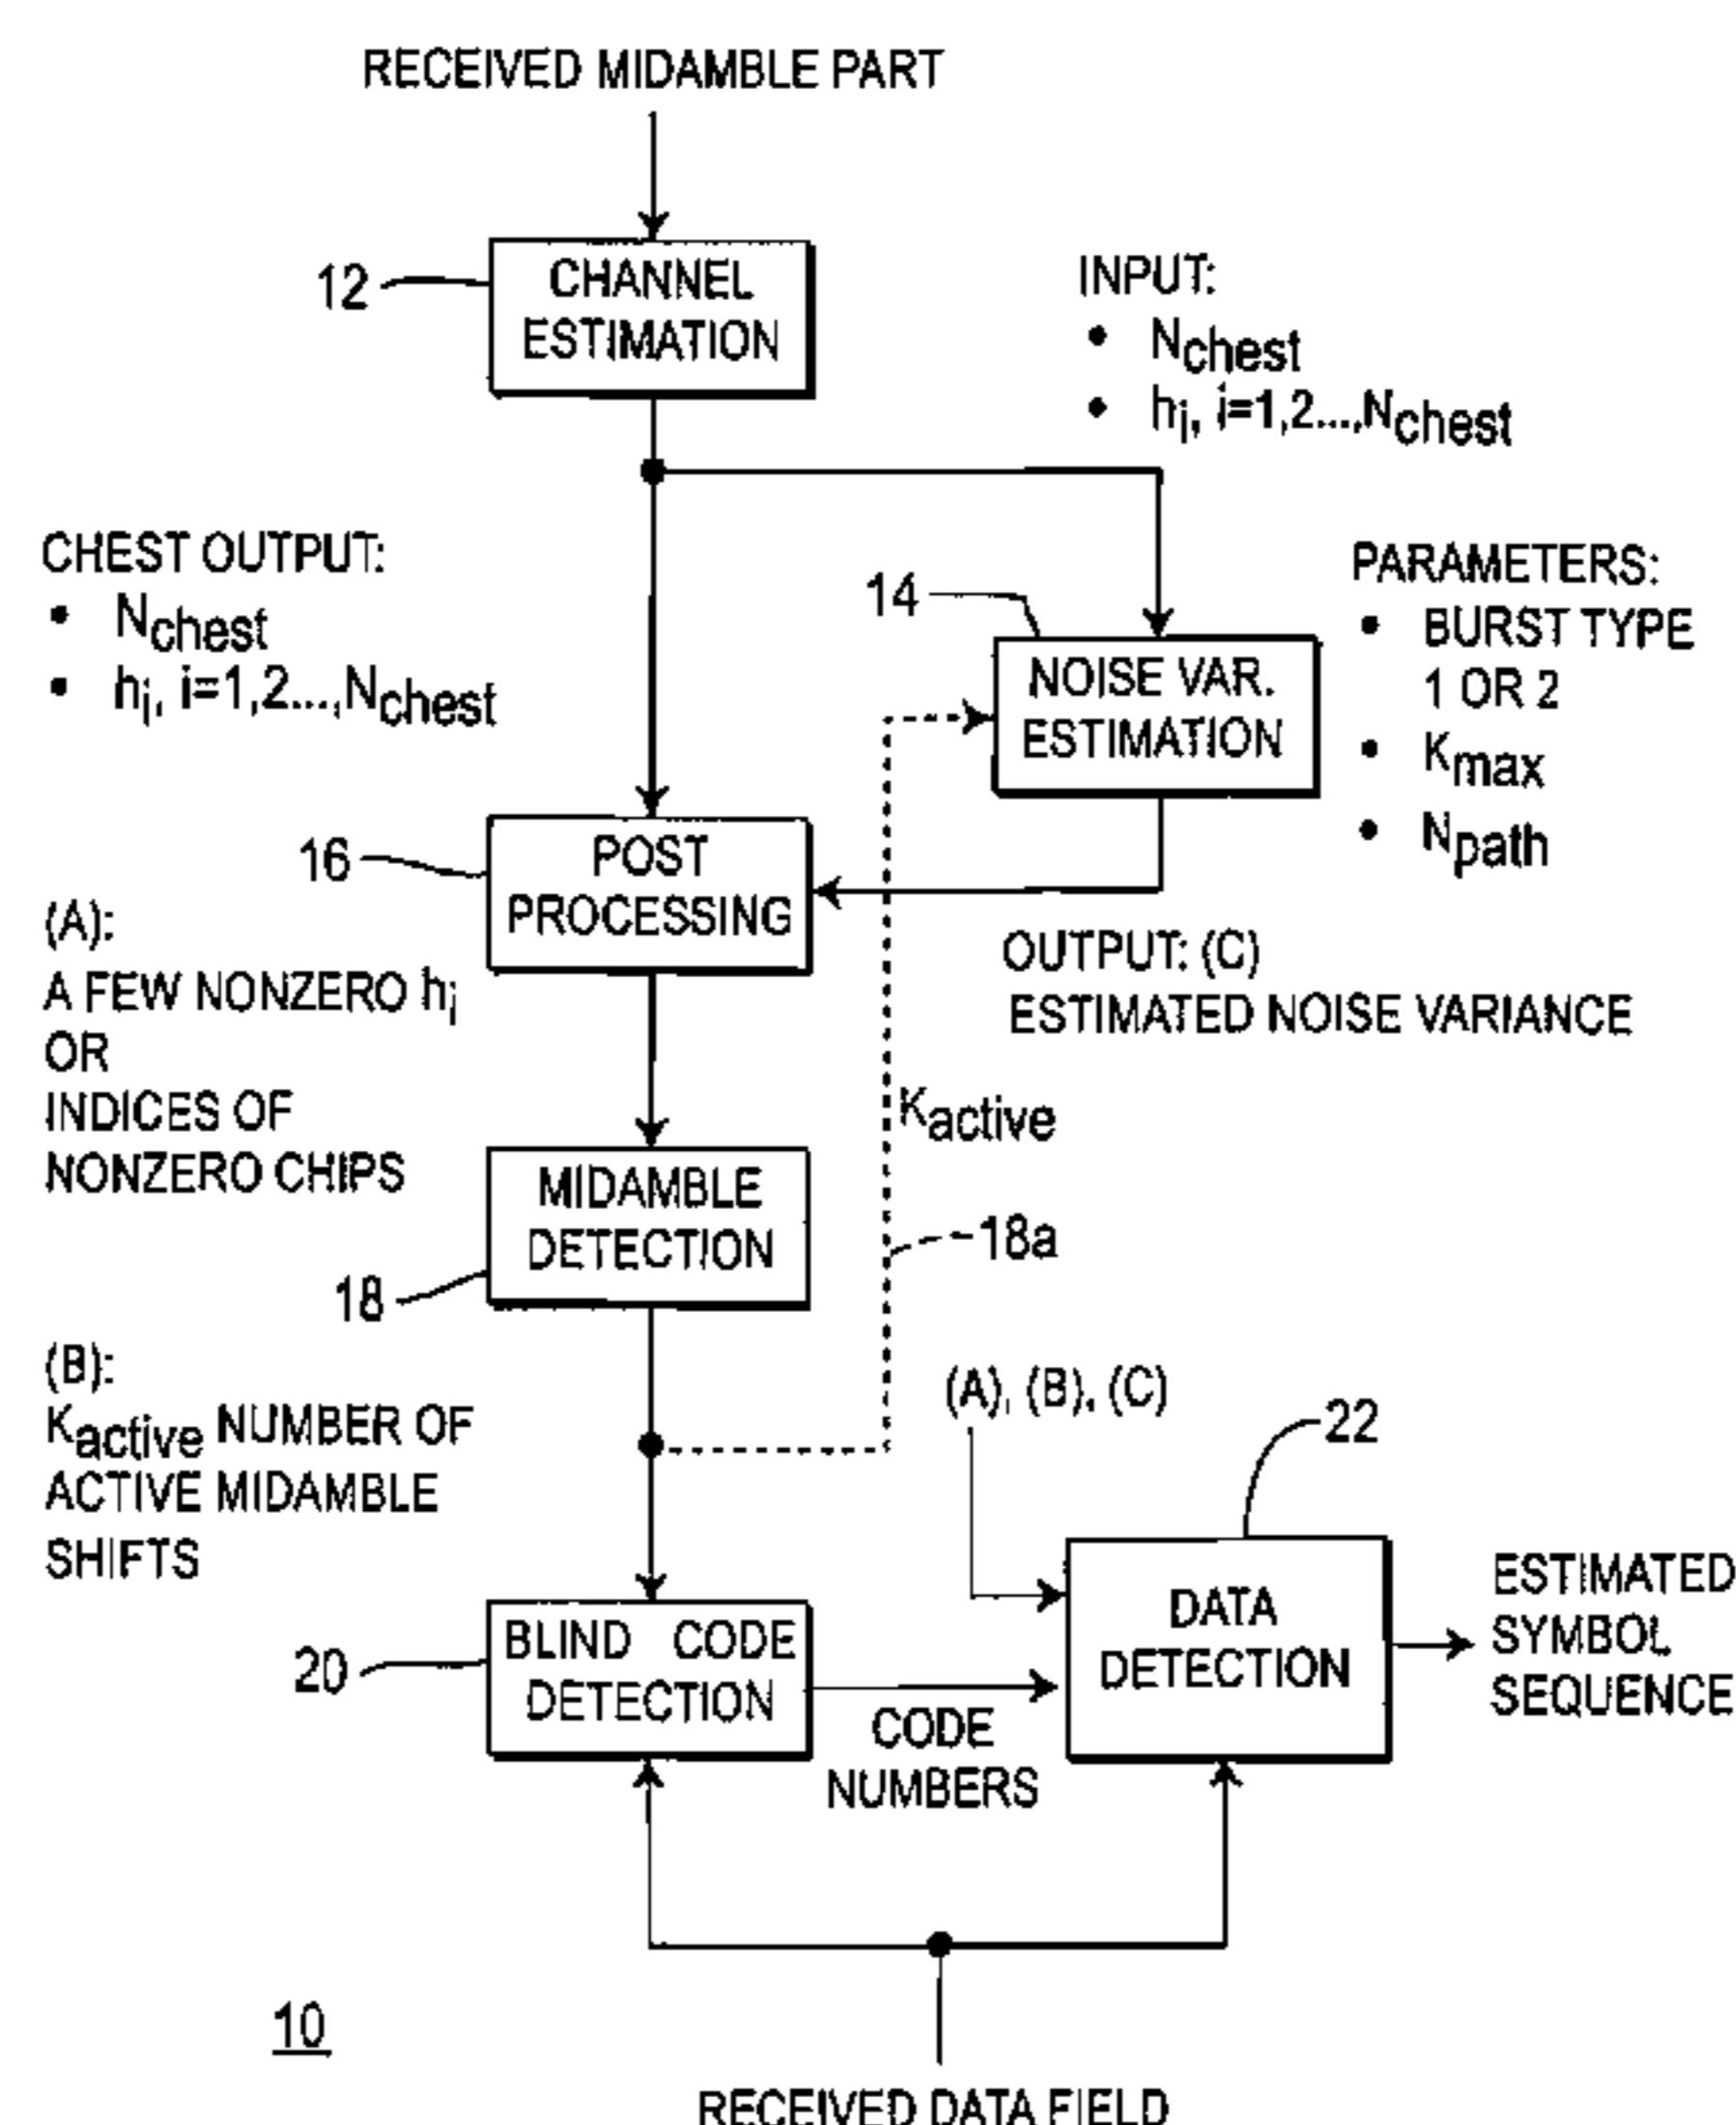 RECEIVED MIDAMBLE PART
12
CHANNEL
ESTIMATION
INPUT:
• Nchest
• hi, i=1,2...,Nchest
CHEST OUTPUT:
• Nchest
• hi, i=1,2...,Nchest
14
NOISE VAR.
ESTIMATION
PARAMETERS:
• BURST TYPE
1 OR 2
• Kmax
• Npath
16
POST
PROCESSING
(A):
A FEW NONZERO hi
OR
INDICES OF
NONZERO CHIPS
OUTPUT: (C)
ESTIMATED NOISE VARIANCE
Kactive
MIDAMBLE
DETECTION
18
18a
(B):
Kactive NUMBER OF
ACTIVE MIDAMBLE
SHIFTS
(A), (B), (C)
22
20
BLIND CODE
DETECTION
CODE
NUMBERS
DATA
DETECTION
ESTIMATED
SYMBOL
SEQUENCE
10
RECEIVED DATA FIELD